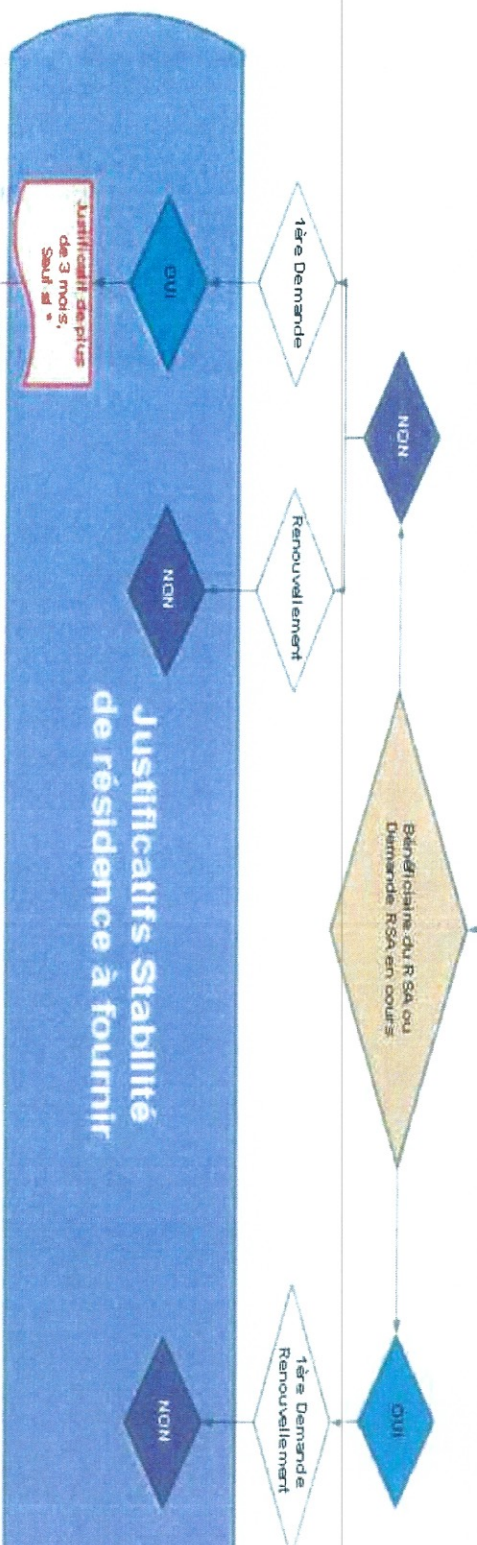 Bénéficiaire du RSA ou
Demande RSA en cours
NON
OUI
1ère Demande
Renouvellement
1ère Demande
Renouvellement
OUI
NON
NON
Justificatifs Stabilité
de résidence à fournir
Justificatif de plus
de 3 mois,
Sauf si *